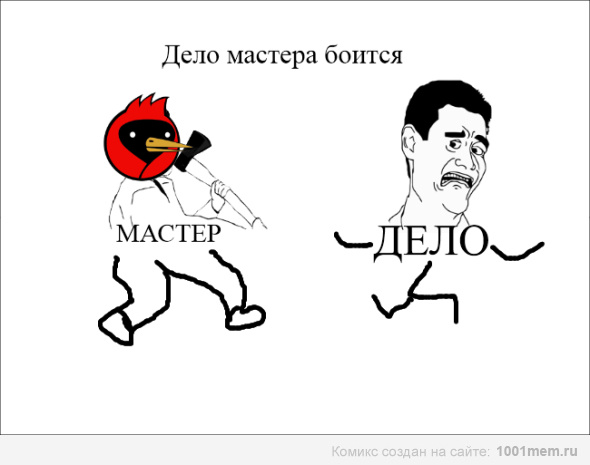 Дело мастера боится
МАСТЕР
ДЕЛО
Комикс создан на сайте: 1001mem.ru